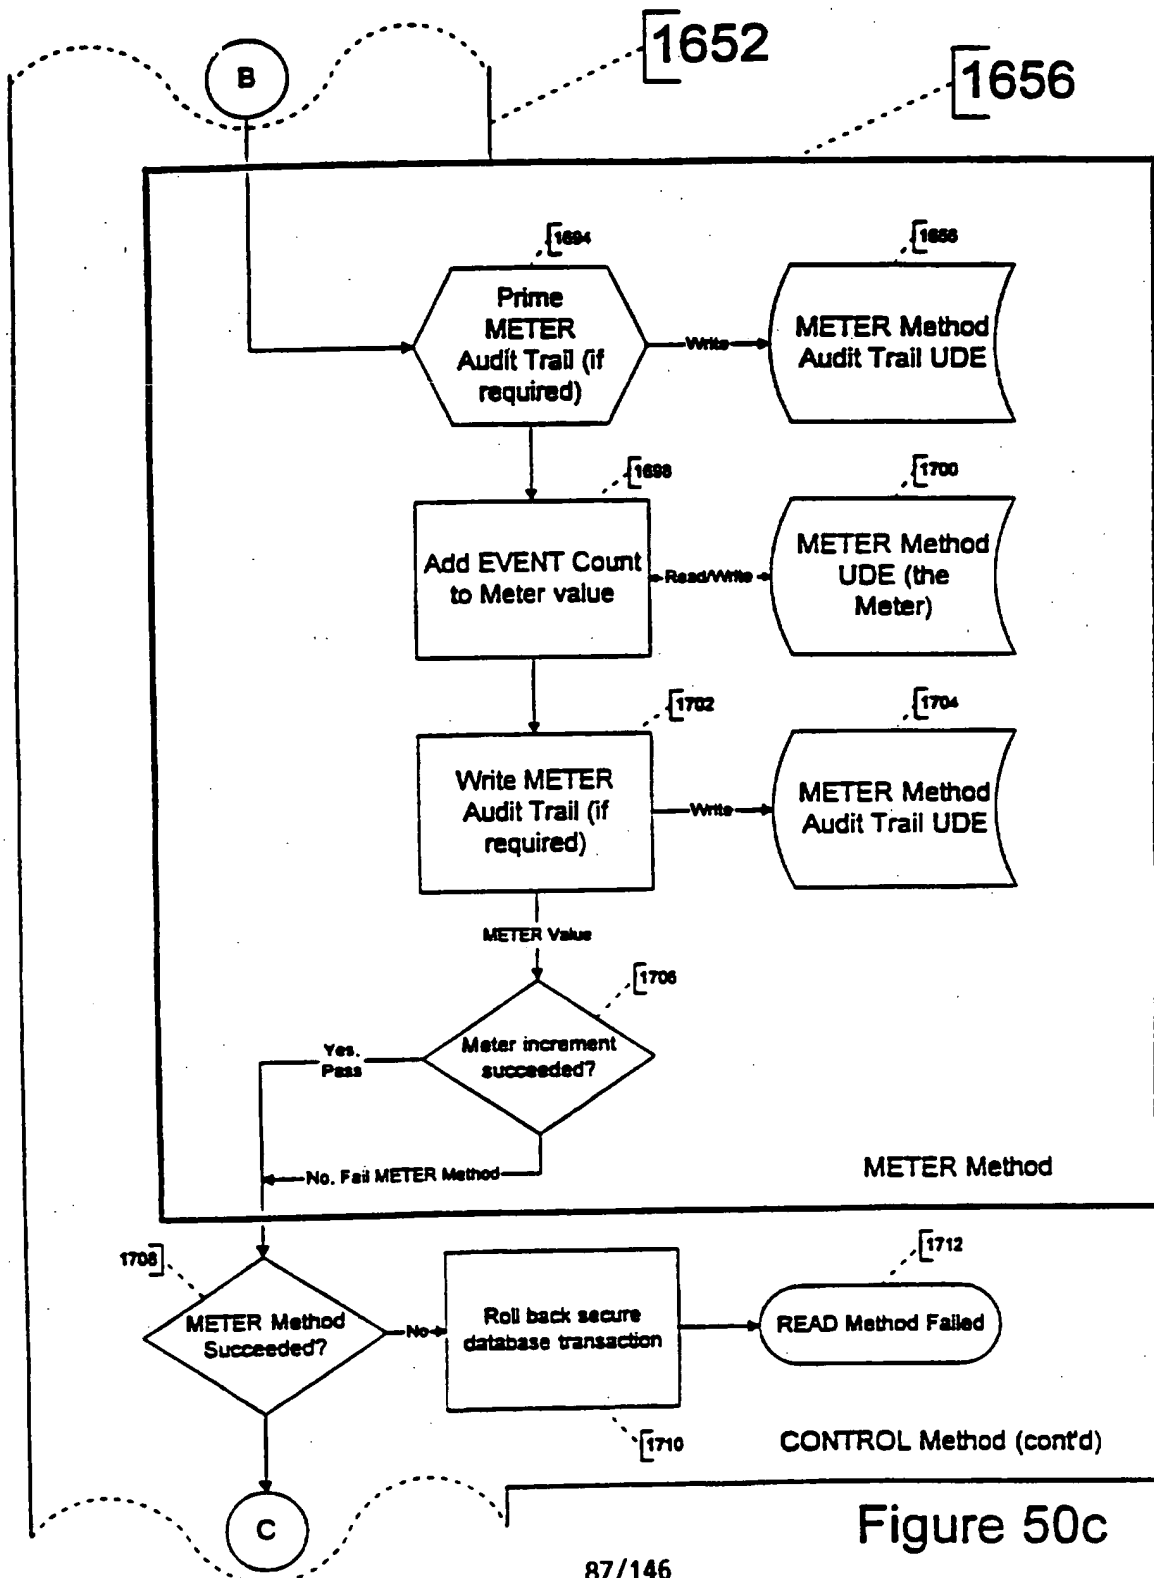 1652
B
1656
1694
1656
Prime
METER
Audit Trail (if
required)
Write
METER Method
Audit Trail UDE
1698
1700
Add EVENT Count
to Meter value
Read/Write
METER Method
UDE (the
Meter)
1702
1704
Write METER
Audit Trail (if
required)
Write
METER Method
Audit Trail UDE
METER Value
1706
Meter increment
succeeded?
Yes.
Pass
No. Fail METER Method
METER Method
1708
1712
METER Method
Succeeded?
No
Roll back secure
database transaction
READ Method Failed
1710
CONTROL Method (cont'd)
C
Figure 50c
87/146